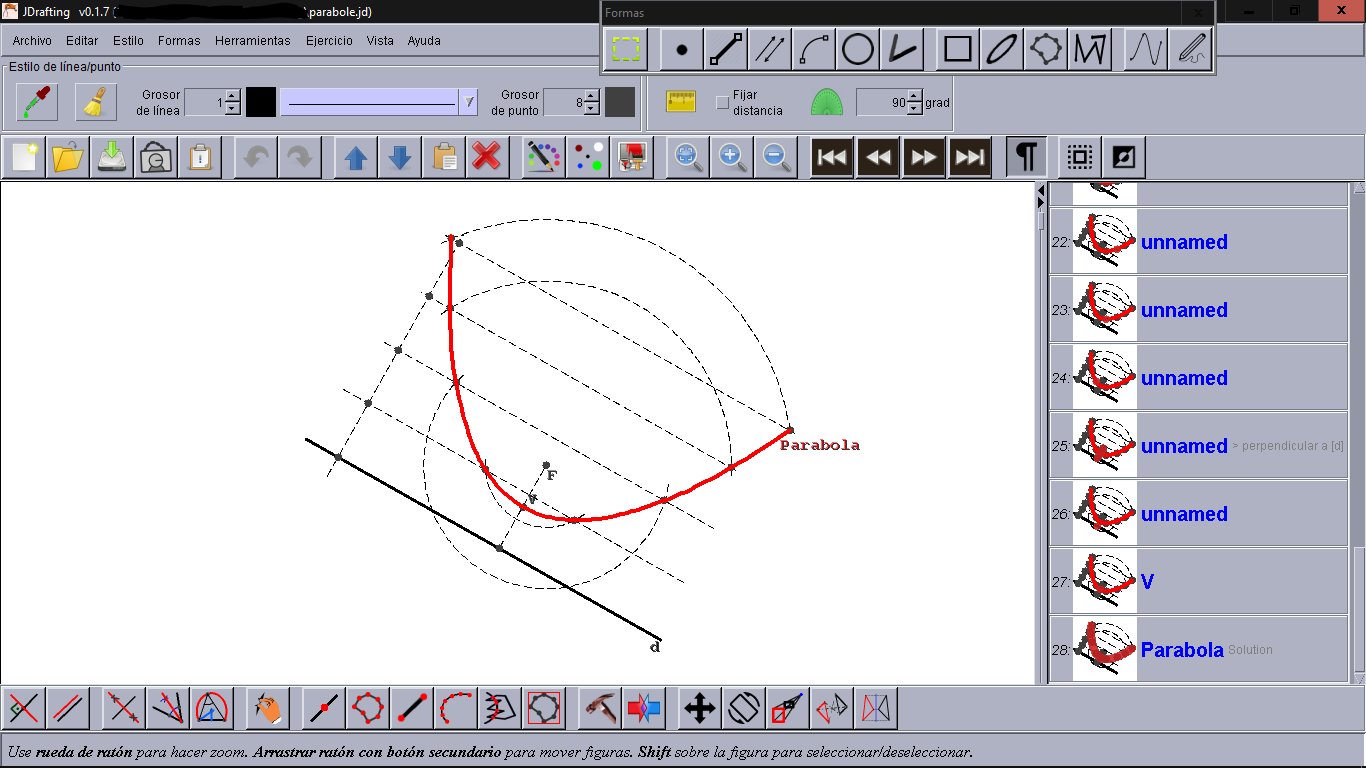 JDrafting v0.1.7 (
\parabole.jd)
Formas
Archivo Editar Estilo Formas Herramientas Ejercicio Vista Ayuda
Estilo de línea/punto
Grosor
de línea
1
Grosor
de punto
8
Fijar
distancia
90 grad
22: unnamed
23: unnamed
24: unnamed
25: unnamed > perpendicular a [d]
26: unnamed
27: V
28: Parabola Solution
Parabola
F
V
d
Use rueda de ratón para hacer zoom. Arrastrar ratón con botón secundario para mover figuras. Shift sobre la figura para seleccionar/deseleccionar.